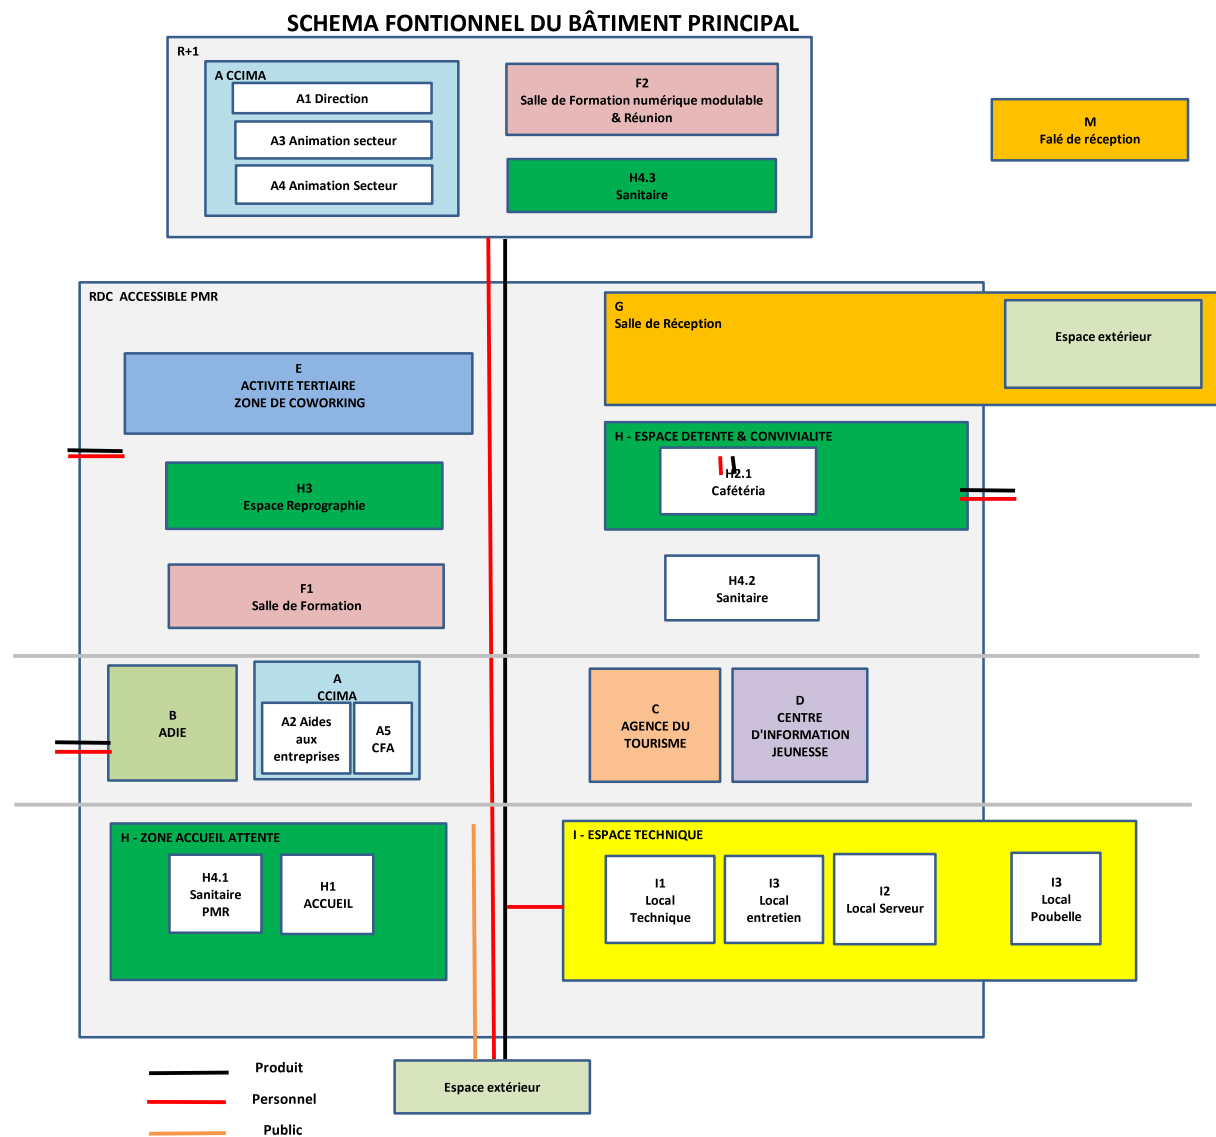 SCHEMA FONTIONNEL DU BÂTIMENT PRINCIPAL
R+1
A CCIMA
A1 Direction
A3 Animation secteur
A4 Animation Secteur
F2
Salle de Formation numérique modulable
& Réunion
H4.3
Sanitaire
M
Falé de réception
RDC  ACCESSIBLE PMR
G
Salle de Réception
Espace extérieur
E
ACTIVITE TERTIAIRE
ZONE DE COWORKING
H - ESPACE DETENTE & CONVIVIALITE
H2.1
Cafétéria
H3
Espace Reprographie
F1
Salle de Formation
H4.2
Sanitaire
B
ADIE
A
CCIMA
A2 Aides
aux
entreprises
A5
CFA
C
AGENCE DU
TOURISME
D
CENTRE
D'INFORMATION
JEUNESSE
H - ZONE ACCUEIL ATTENTE
H4.1
Sanitaire
PMR
H1
ACCUEIL
I - ESPACE TECHNIQUE
I1
Local
Technique
I3
Local
entretien
I2
Local Serveur
I3
Local
Poubelle
Espace extérieur
Produit
Personnel
Public